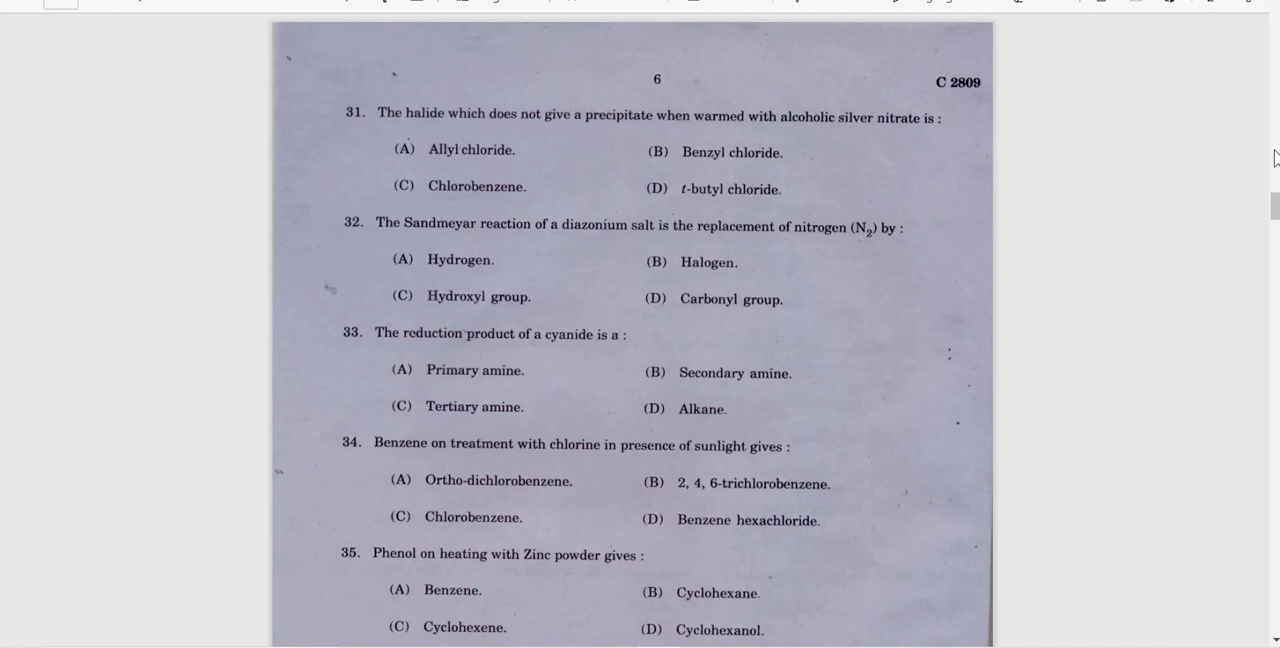 6
C 2809
31. The halide which does not give a precipitate when warmed with alcoholic silver nitrate is :
(A) Allyl chloride. (B) Benzyl chloride.
(C) Chlorobenzene. (D) t-butyl chloride.
32. The Sandmeyar reaction of a diazonium salt is the replacement of nitrogen (N₂) by :
(A) Hydrogen. (B) Halogen.
(C) Hydroxyl group. (D) Carbonyl group.
33. The reduction product of a cyanide is a :
(A) Primary amine. (B) Secondary amine.
(C) Tertiary amine. (D) Alkane.
34. Benzene on treatment with chlorine in presence of sunlight gives :
(A) Ortho-dichlorobenzene. (B) 2, 4, 6-trichlorobenzene.
(C) Chlorobenzene. (D) Benzene hexachloride.
35. Phenol on heating with Zinc powder gives :
(A) Benzene. (B) Cyclohexane.
(C) Cyclohexene. (D) Cyclohexanol.